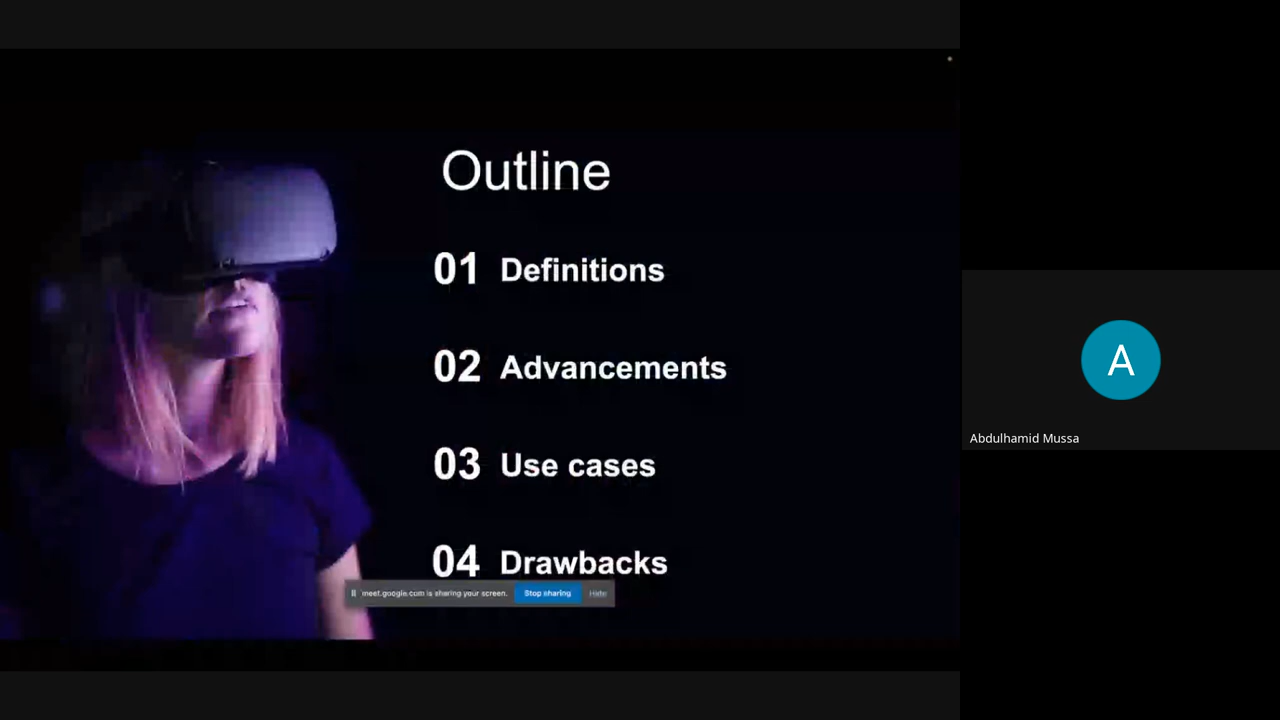 Outline
01 Definitions
02 Advancements
03 Use cases
04 Drawbacks
meet.google.com is sharing your screen. Stop sharing Hide
A
Abdulhamid Mussa